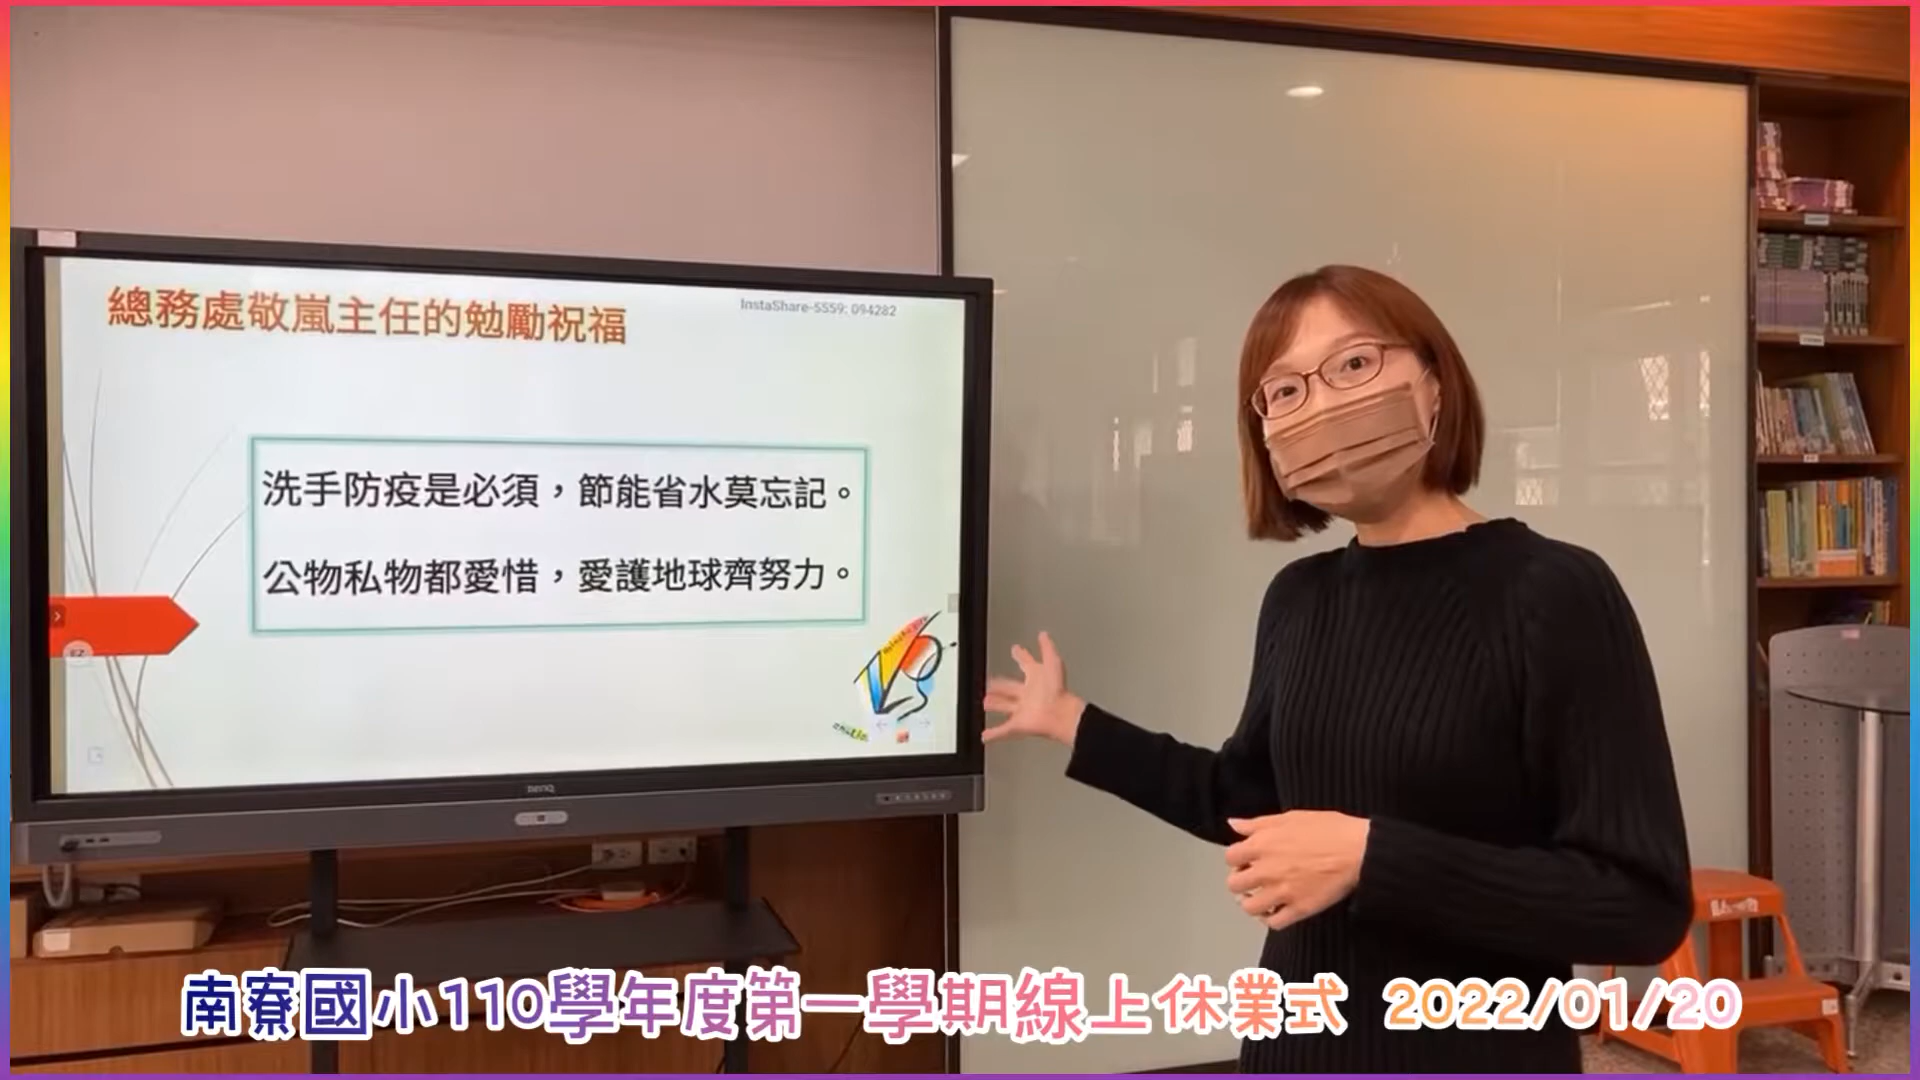 總務處敬嵐主任的勉勵祝福
InstaShare-5559: 094282
洗手防疫是必須，節能省水莫忘記。
公物私物都愛惜，愛護地球齊努力。
EZ
BenQ
南寮國小110學年度第一學期線上休業式 2022/01/20